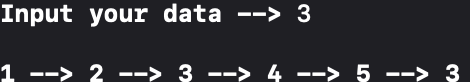 Input your data --> 3
1 --> 2 --> 3 --> 4 --> 5 --> 3